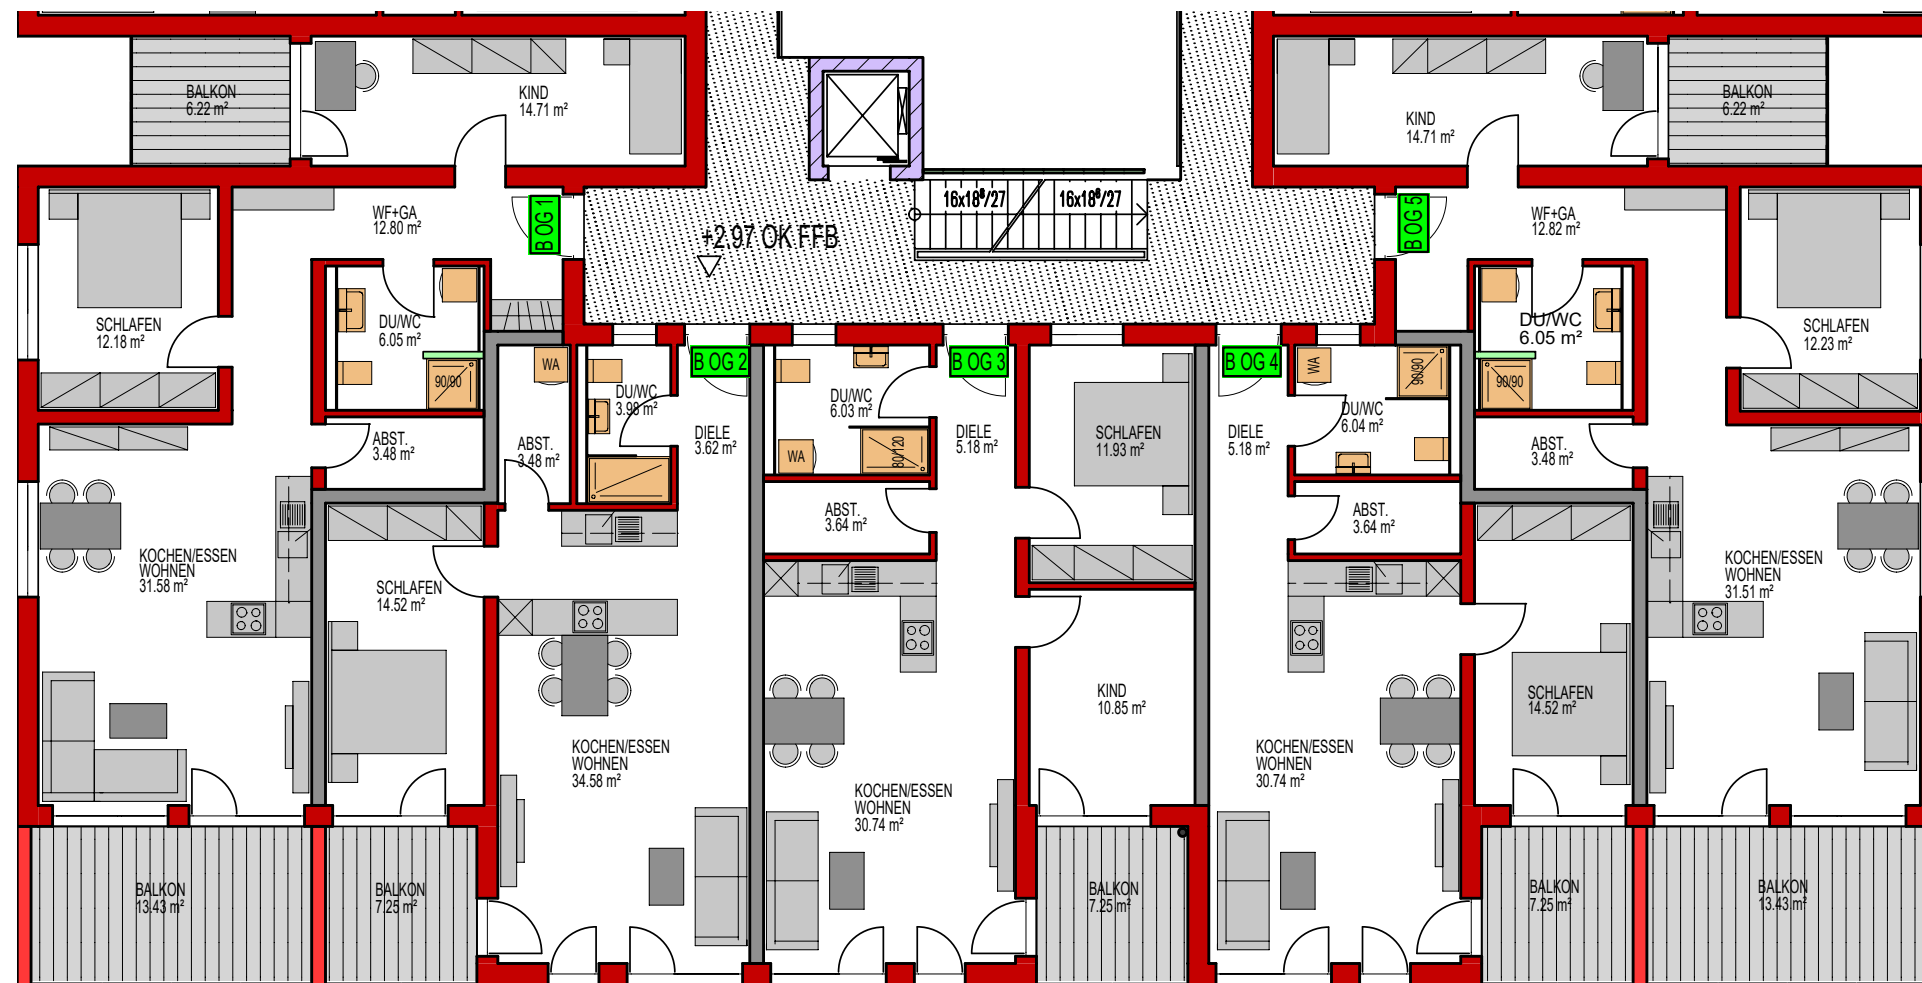 BALKON
6.22 m²
KIND
14.71 m²
KIND
14.71 m²
BALKON
6.22 m²
16x18⁶/27
16x18⁶/27
WF+GA
12.80 m²
B OG 1
+2.97 OK FFB
B OG 5
WF+GA
12.82 m²
SCHLAFEN
12.18 m²
DU/WC
6.05 m²
90/90
DU/WC
6.05 m²
90/90
SCHLAFEN
12.23 m²
WA
B OG 2
B OG 3
B OG 4
WA
90/90
DU/WC
3.98 m²
DU/WC
6.03 m²
DU/WC
6.04 m²
ABST.
3.48 m²
ABST.
3.48 m²
DIELE
3.62 m²
WA
80/120
DIELE
5.18 m²
SCHLAFEN
11.93 m²
DIELE
5.18 m²
ABST.
3.48 m²
ABST.
3.64 m²
ABST.
3.64 m²
KOCHEN/ESSEN
WOHNEN
31.58 m²
SCHLAFEN
14.52 m²
KOCHEN/ESSEN
WOHNEN
31.51 m²
KIND
10.85 m²
SCHLAFEN
14.52 m²
KOCHEN/ESSEN
WOHNEN
34.58 m²
KOCHEN/ESSEN
WOHNEN
30.74 m²
KOCHEN/ESSEN
WOHNEN
30.74 m²
BALKON
13.43 m²
BALKON
7.25 m²
BALKON
7.25 m²
BALKON
7.25 m²
BALKON
13.43 m²